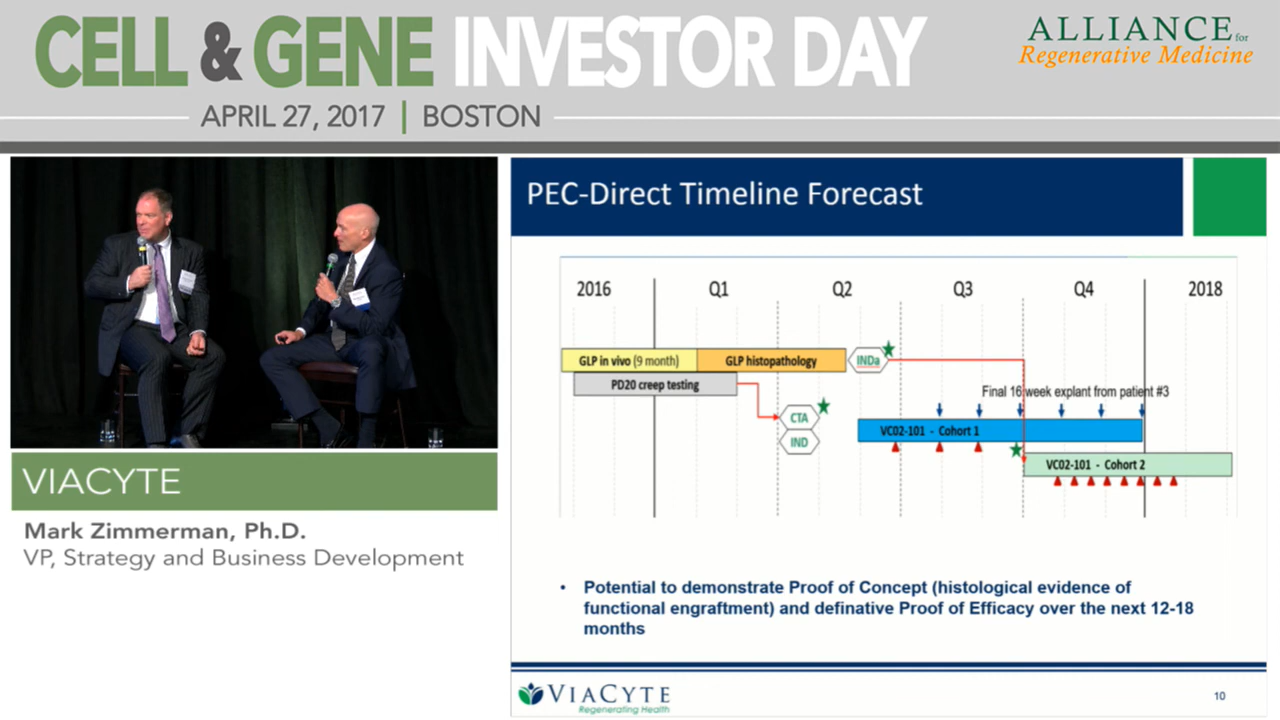 CELL & GENE INVESTOR DAY
APRIL 27, 2017 | BOSTON
ALLIANCE for
Regenerative Medicine
VIACYTE
Mark Zimmerman, Ph.D.
VP, Strategy and Business Development
PEC-Direct Timeline Forecast
2016 Q1 Q2 Q3 Q4 2018
GLP in vivo (9 month) GLP histopathology INDa
PD20 creep testing
Final 16 week explant from patient #3
CTA
IND
VC02-101 - Cohort 1
VC02-101 - Cohort 2
• Potential to demonstrate Proof of Concept (histological evidence of
functional engraftment) and definative Proof of Efficacy over the next 12-18
months
VIACYTE
Regenerating Health
10